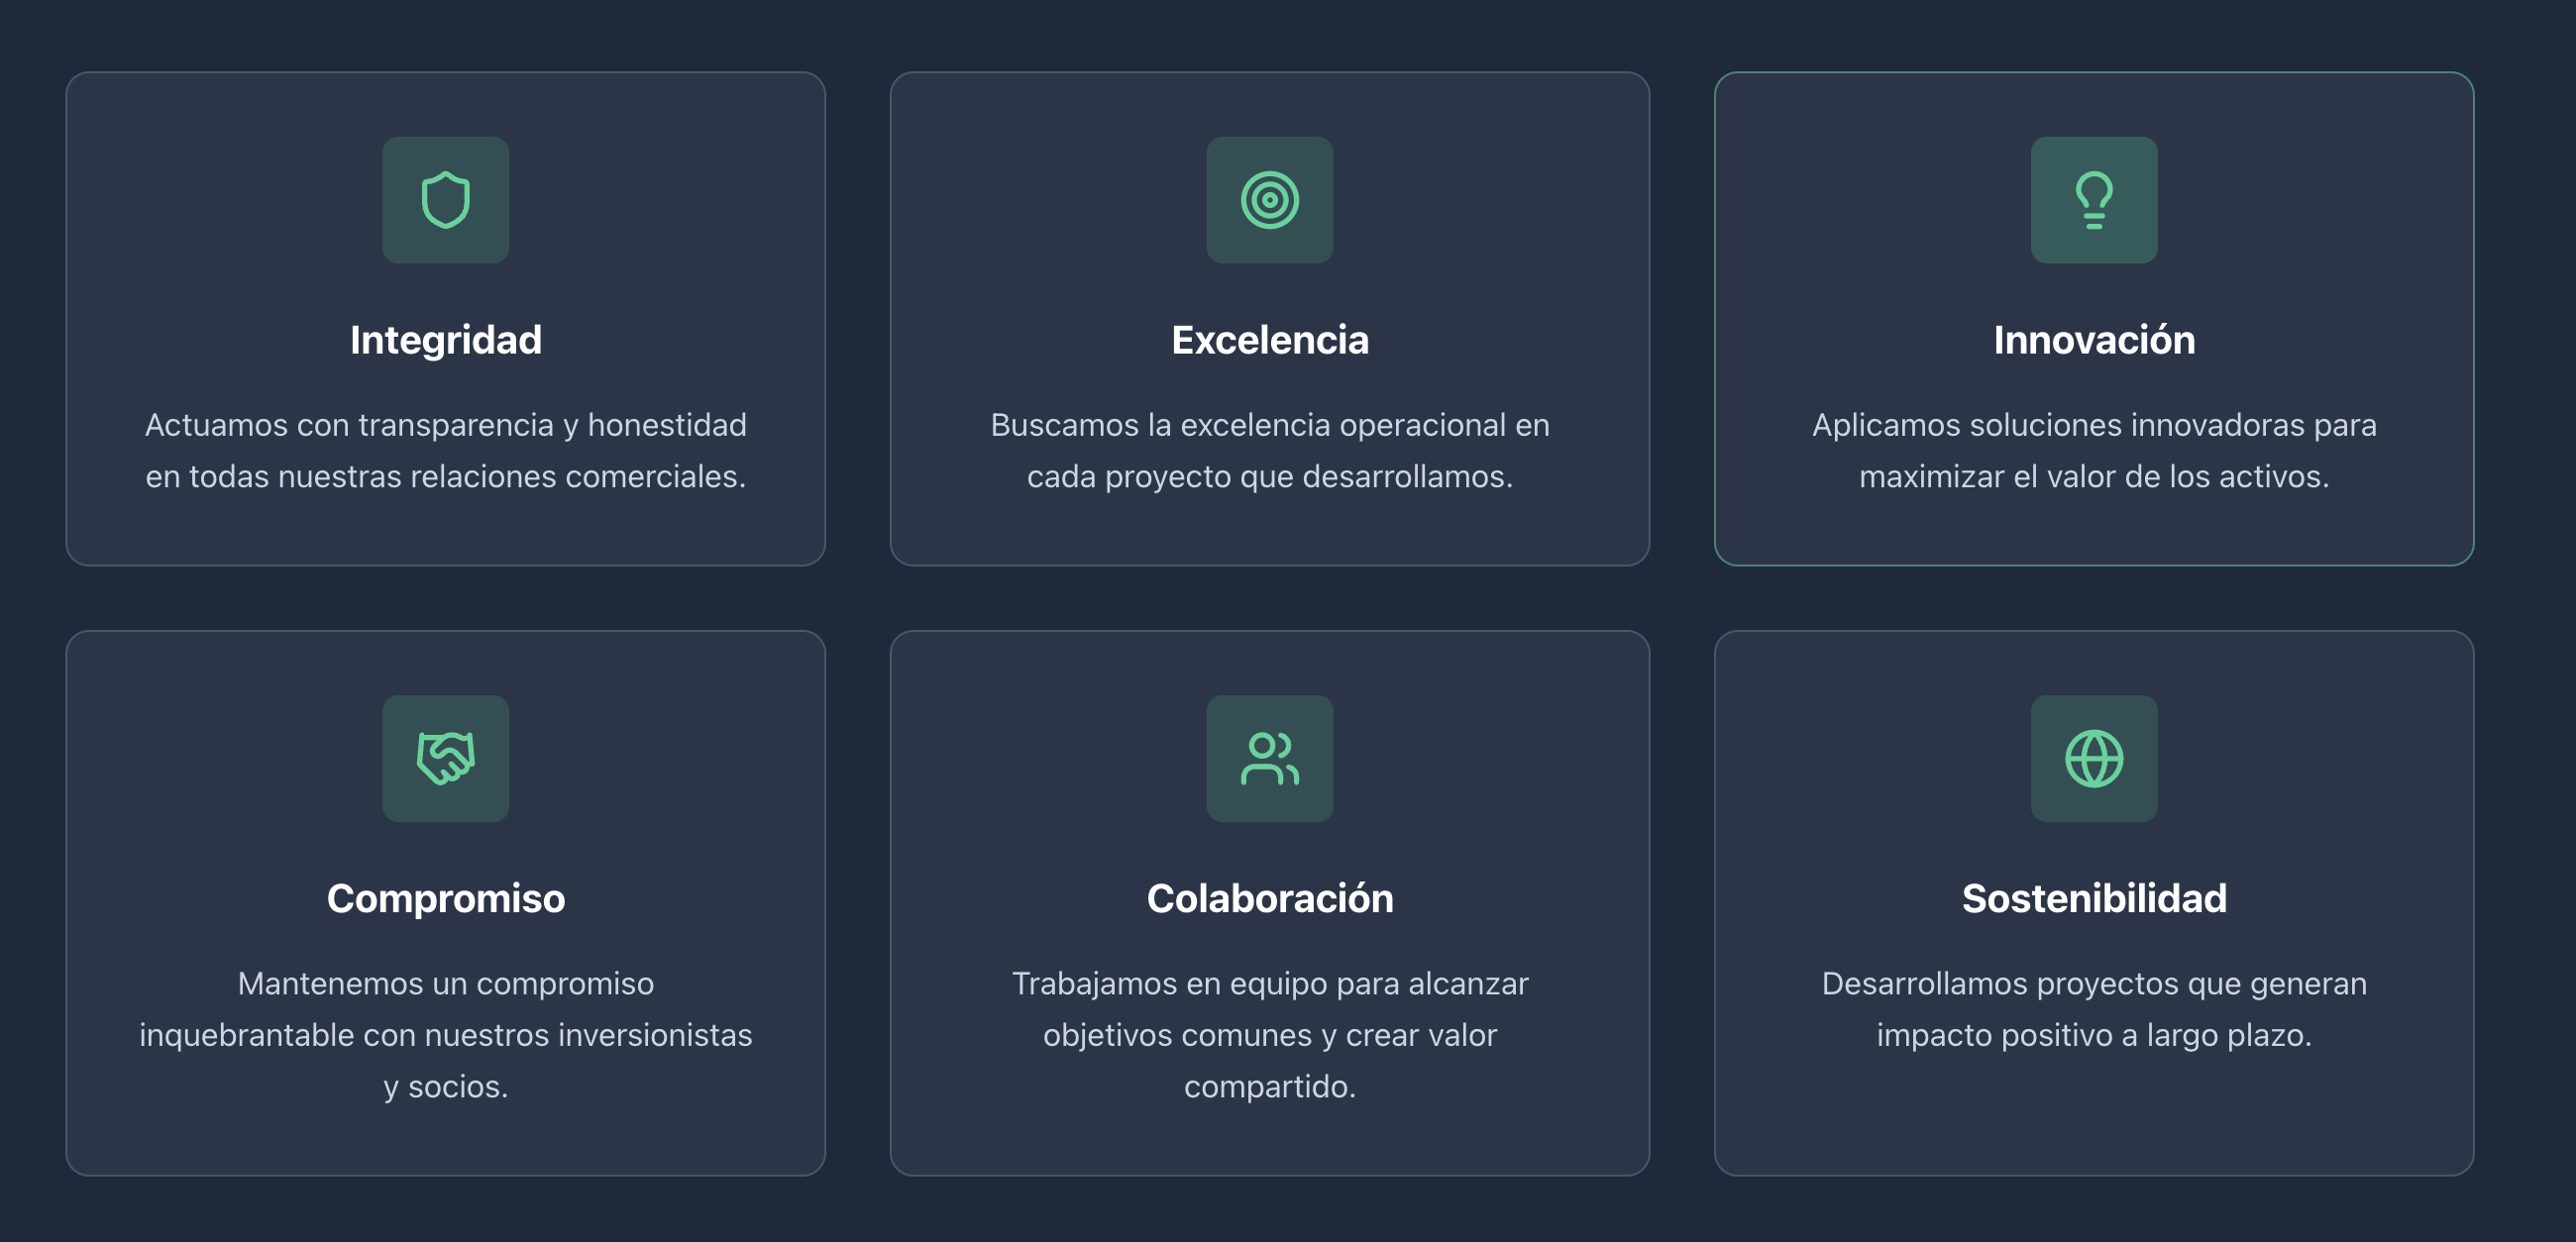 Integridad
Actuamos con transparencia y honestidad
en todas nuestras relaciones comerciales.
Excelencia
Buscamos la excelencia operacional en
cada proyecto que desarrollamos.
Innovación
Aplicamos soluciones innovadoras para
maximizar el valor de los activos.
Compromiso
Mantenemos un compromiso
inquebrantable con nuestros inversionistas
y socios.
Colaboración
Trabajamos en equipo para alcanzar
objetivos comunes y crear valor
compartido.
Sostenibilidad
Desarrollamos proyectos que generan
impacto positivo a largo plazo.